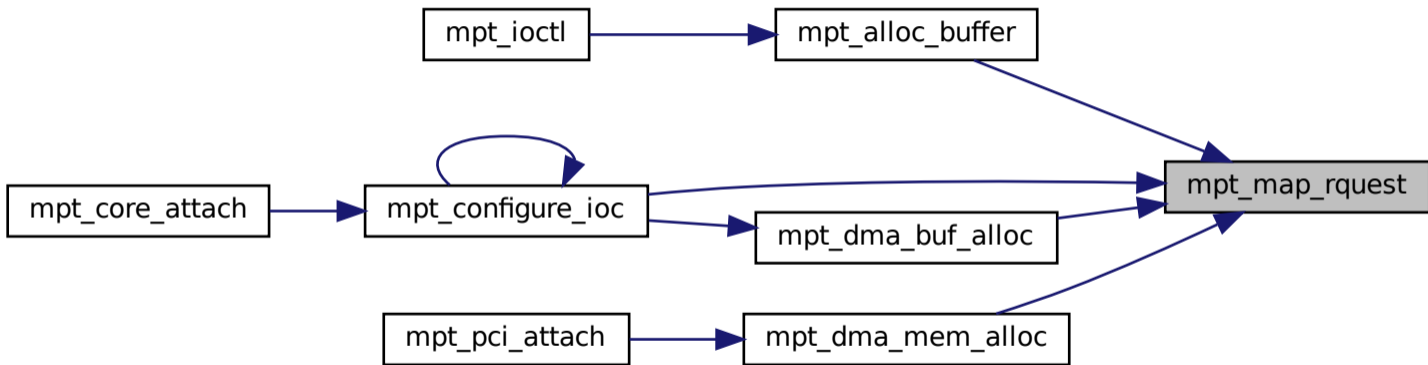 mpt_ioctl
mpt_alloc_buffer
mpt_map_rquest
mpt_core_attach
mpt_configure_ioc
mpt_dma_buf_alloc
mpt_pci_attach
mpt_dma_mem_alloc